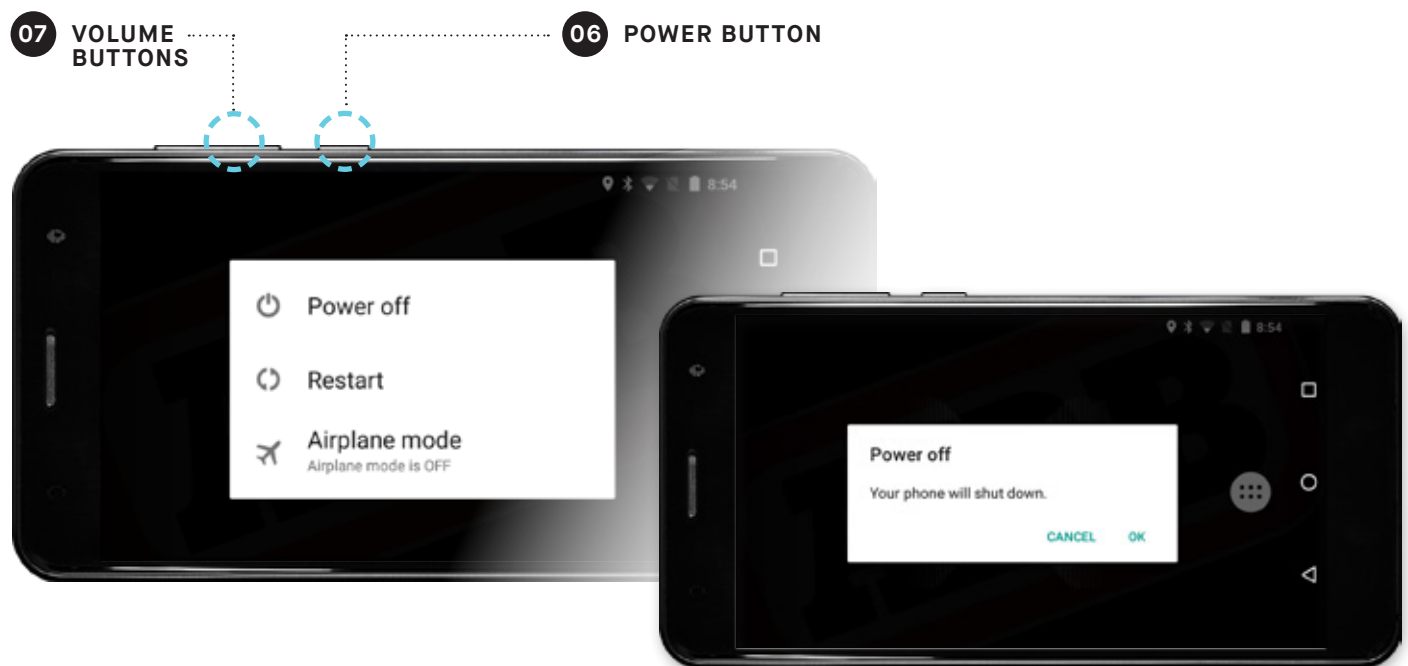 07 VOLUME
BUTTONS
06 POWER BUTTON
8:54
Power off
Restart
Airplane mode
Airplane mode is OFF
8:54
Power off
Your phone will shut down.
CANCEL OK